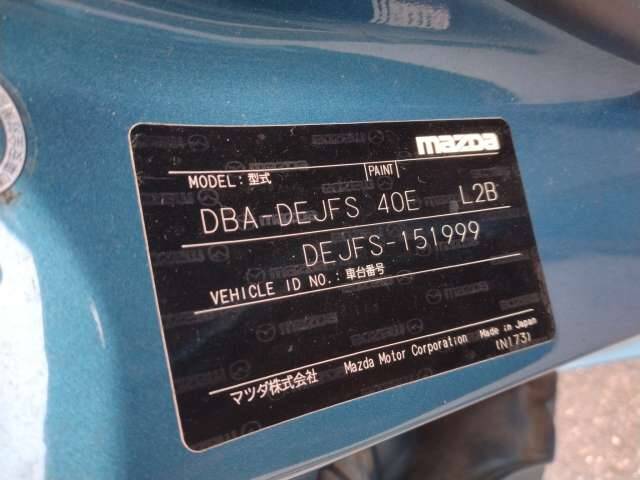 mazda
MODEL:型式 PAINT
DBA-DEJFS 40E L2B
DEJFS-151999
VEHICLE ID NO.:車台番号
マツダ株式会社 Mazda Motor Corporation Made in Japan
(N173)